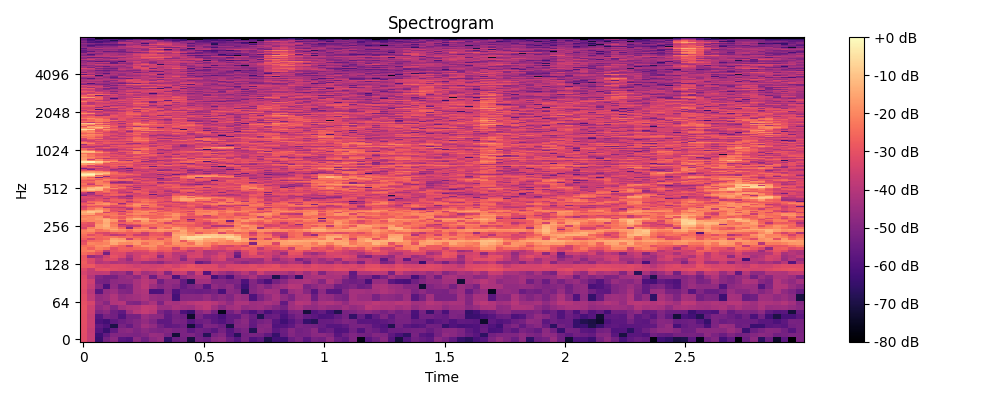 Spectrogram
Hz
4096
2048
1024
512
256
128
64
0
0 0.5 1 1.5 2 2.5
Time
+0 dB
-10 dB
-20 dB
-30 dB
-40 dB
-50 dB
-60 dB
-70 dB
-80 dB